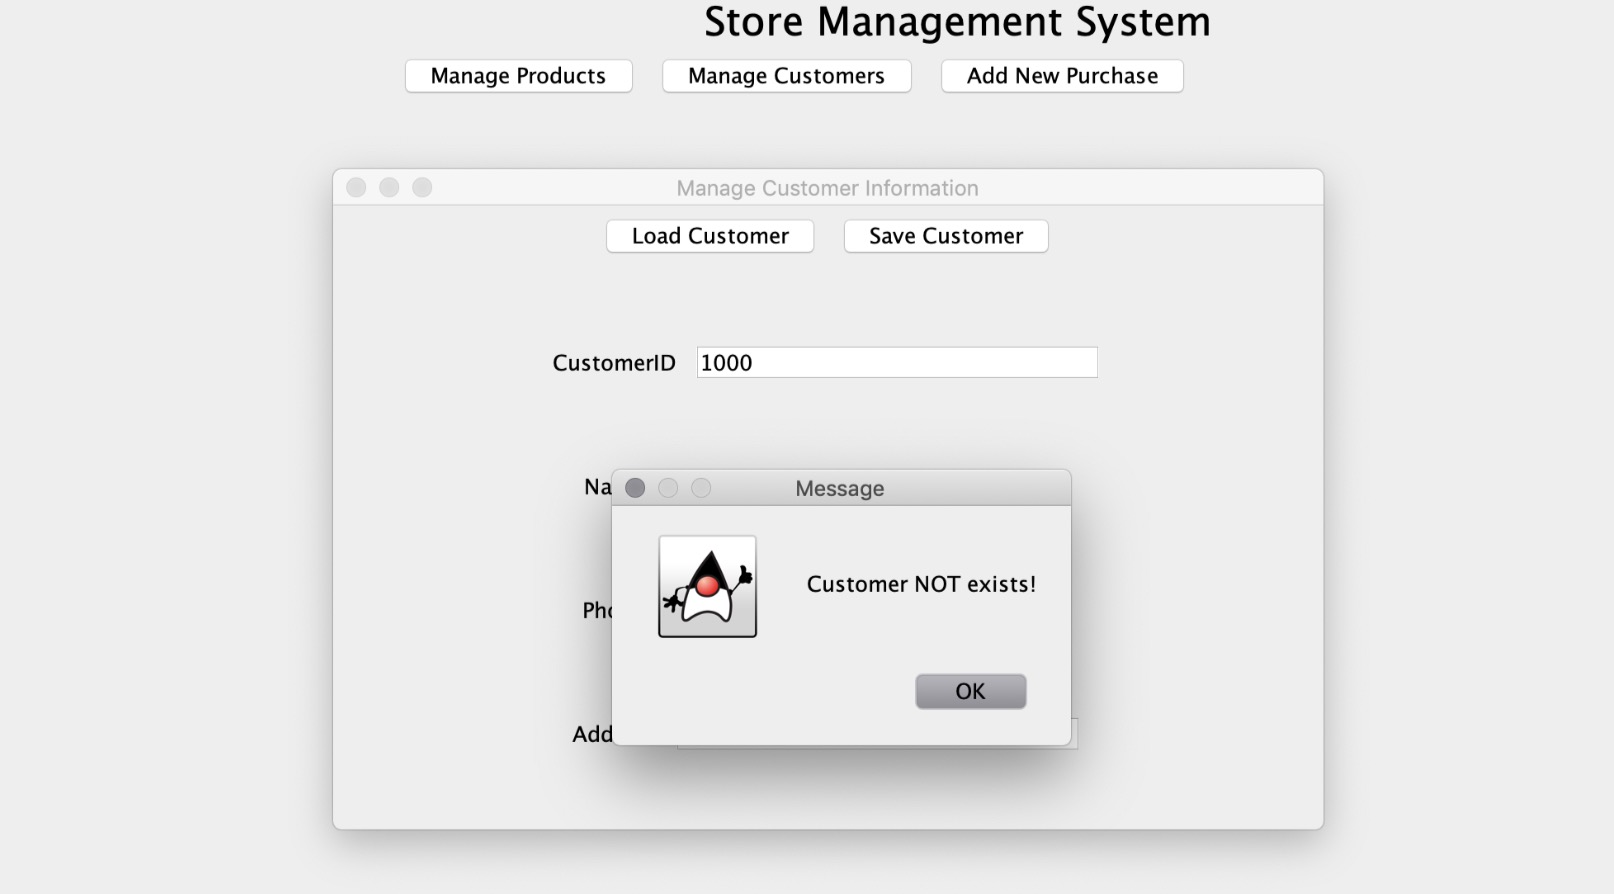 Store Management System
Manage Products Manage Customers Add New Purchase
Manage Customer Information
Load Customer Save Customer
CustomerID 1000
Na
Message
Customer NOT exists!
Pho
OK
Add